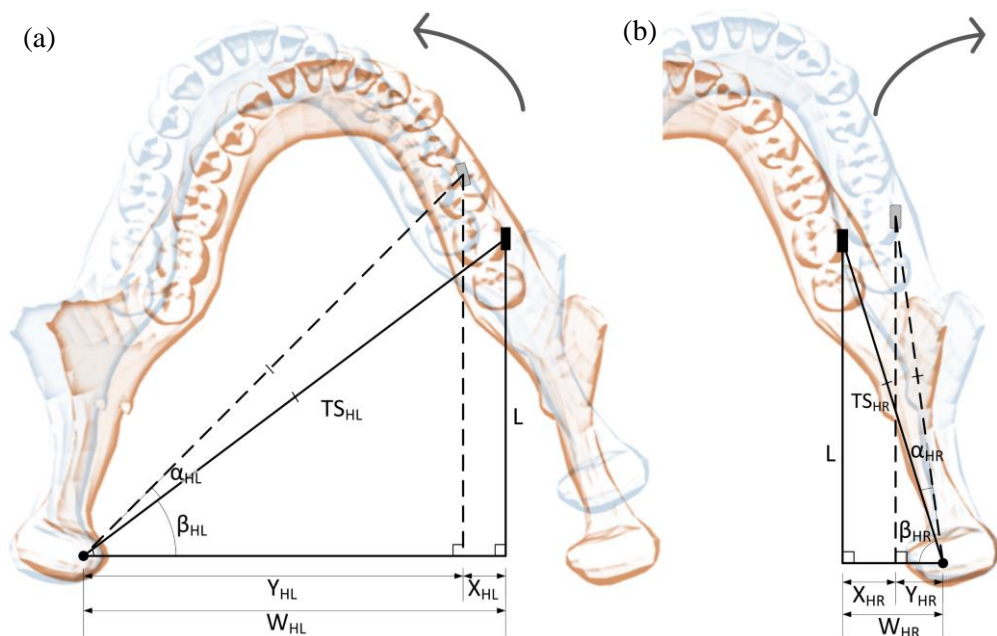 (a)
(b)
TS_HL
L
α_HL
β_HL
Y_HL
X_HL
W_HL
TS_HR
L
α_HR
β_HR
X_HR
Y_HR
W_HR